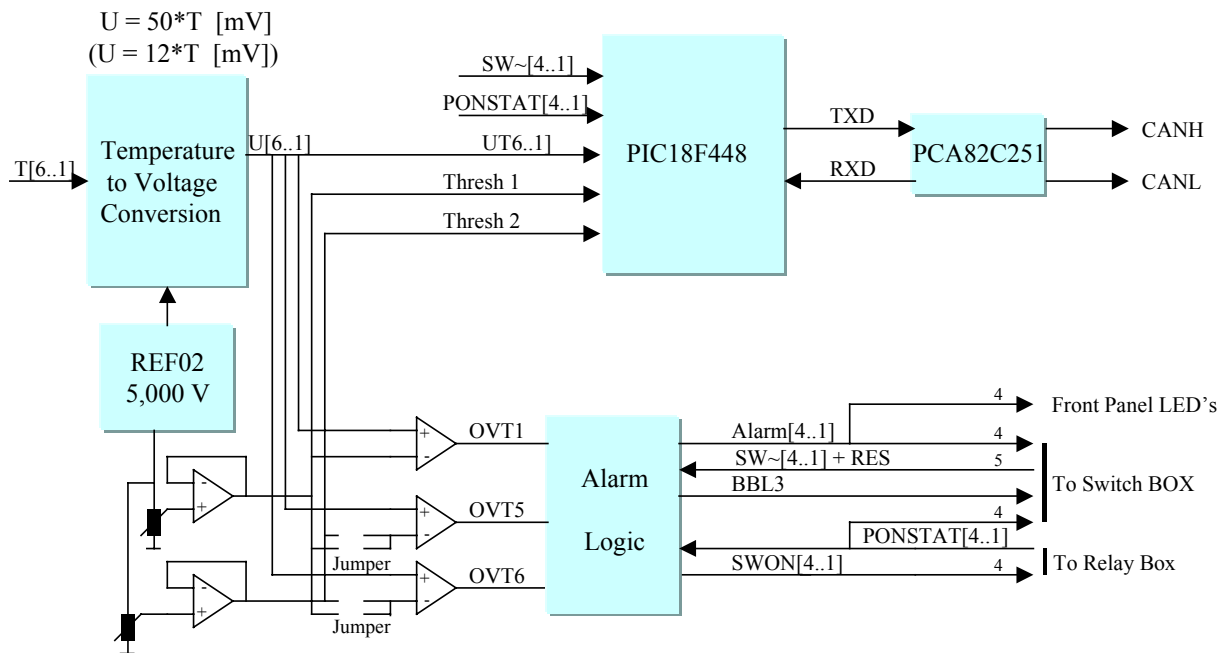 U = 50*T [mV]
(U = 12*T [mV])
T[6..1]
Temperature
to Voltage
Conversion
U[6..1]
REF02
5,000 V
SW~[4..1]
PONSTAT[4..1]
UT6..1]
Thresh 1
Thresh 2
PIC18F448
TXD
RXD
PCA82C251
CANH
CANL
-
+
-
+
+
-
OVT1
+
-
OVT5
Jumper
+
-
OVT6
Jumper
Alarm
Logic
4
Front Panel LED's
Alarm[4..1]
4
SW~[4..1] + RES
5
BBL3
To Switch BOX
4
PONSTAT[4..1]
SWON[4..1]
4
To Relay Box